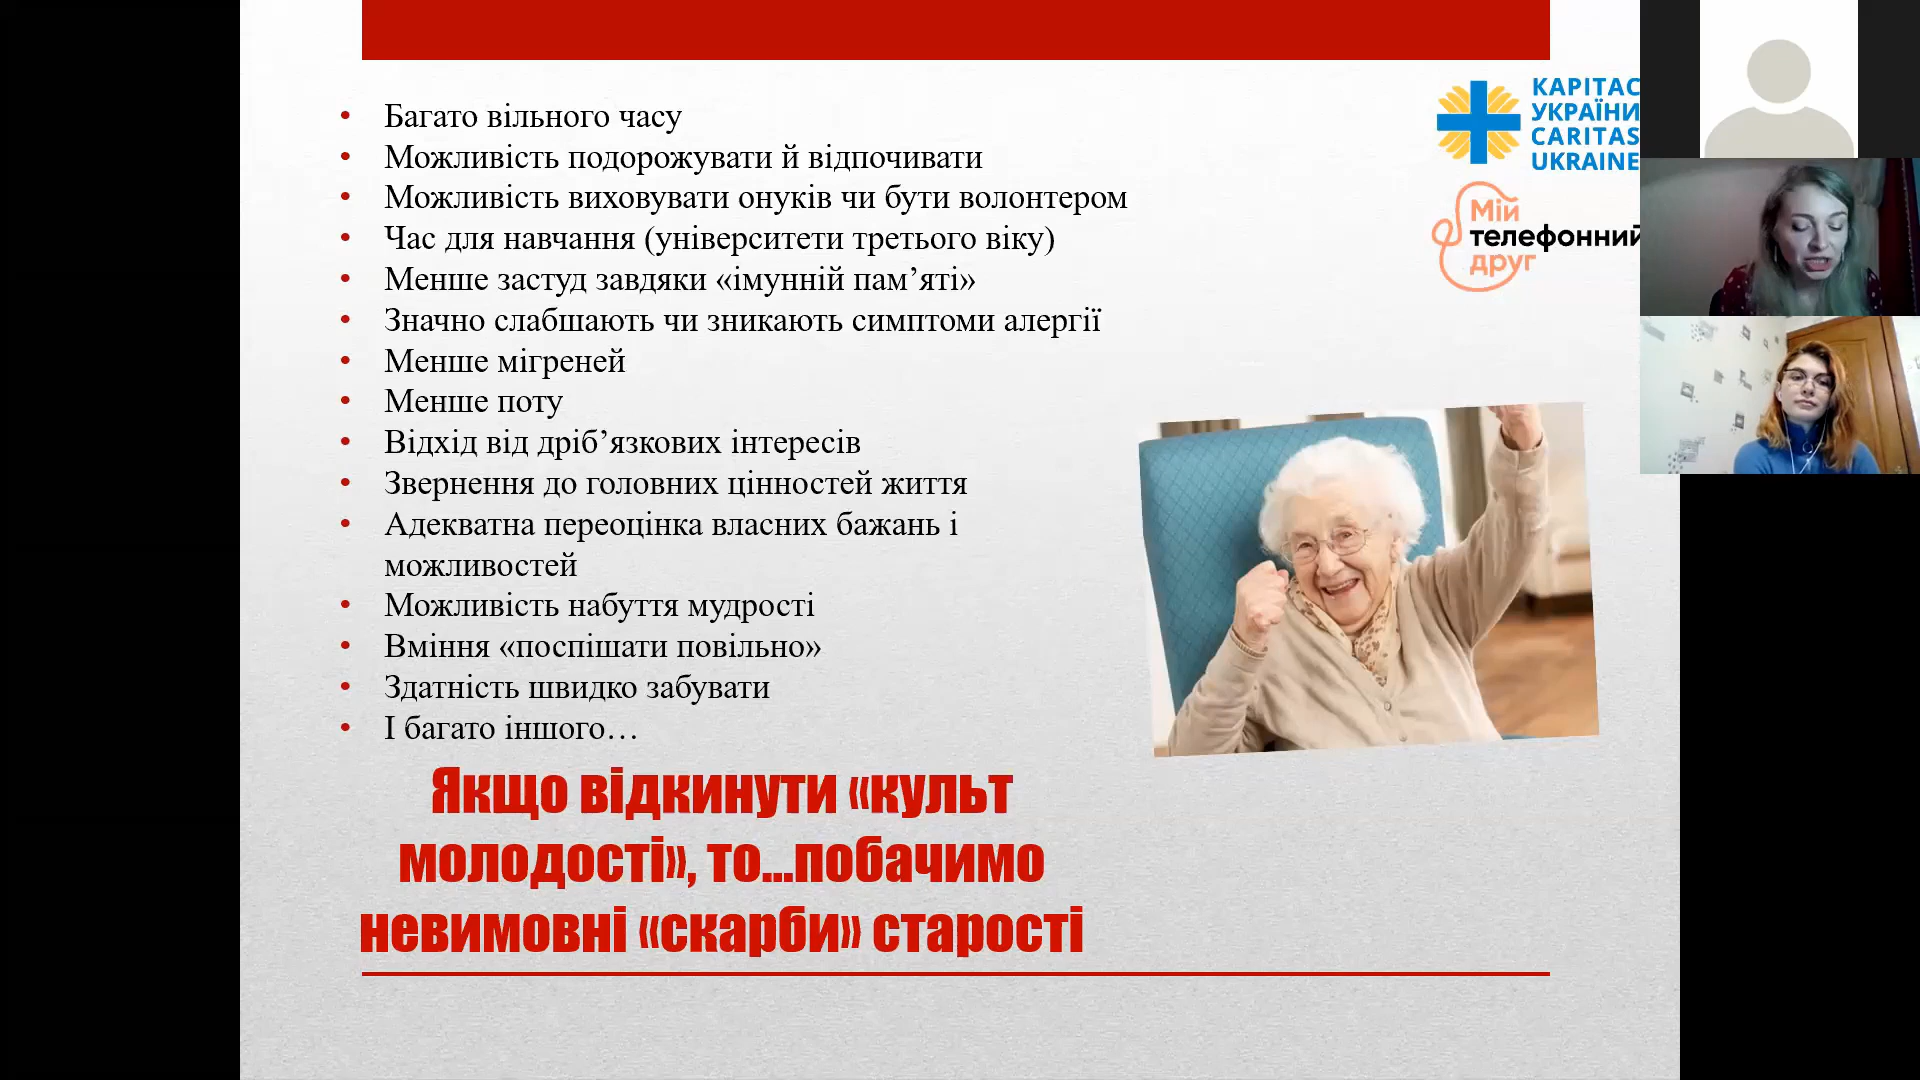 • Багато вільного часу
• Можливість подорожувати й відпочивати
• Можливість виховувати онуків чи бути волонтером
• Час для навчання (університети третього віку)
• Менше застуд завдяки «імунній пам’яті»
• Значно слабшають чи зникають симптоми алергії
• Менше мігреней
• Менше поту
• Відхід від дріб’язкових інтересів
• Звернення до головних цінностей життя
• Адекватна переоцінка власних бажань і
можливостей
• Можливість набуття мудрості
• Вміння «поспішати повільно»
• Здатність швидко забувати
• І багато іншого…
Якщо відкинути «культ
молодості», то...побачимо
невимовні «скарби» старості
КАРІТАС
УКРАЇНИ
CARITAS
UKRAINE
Мій
телефонний
друг